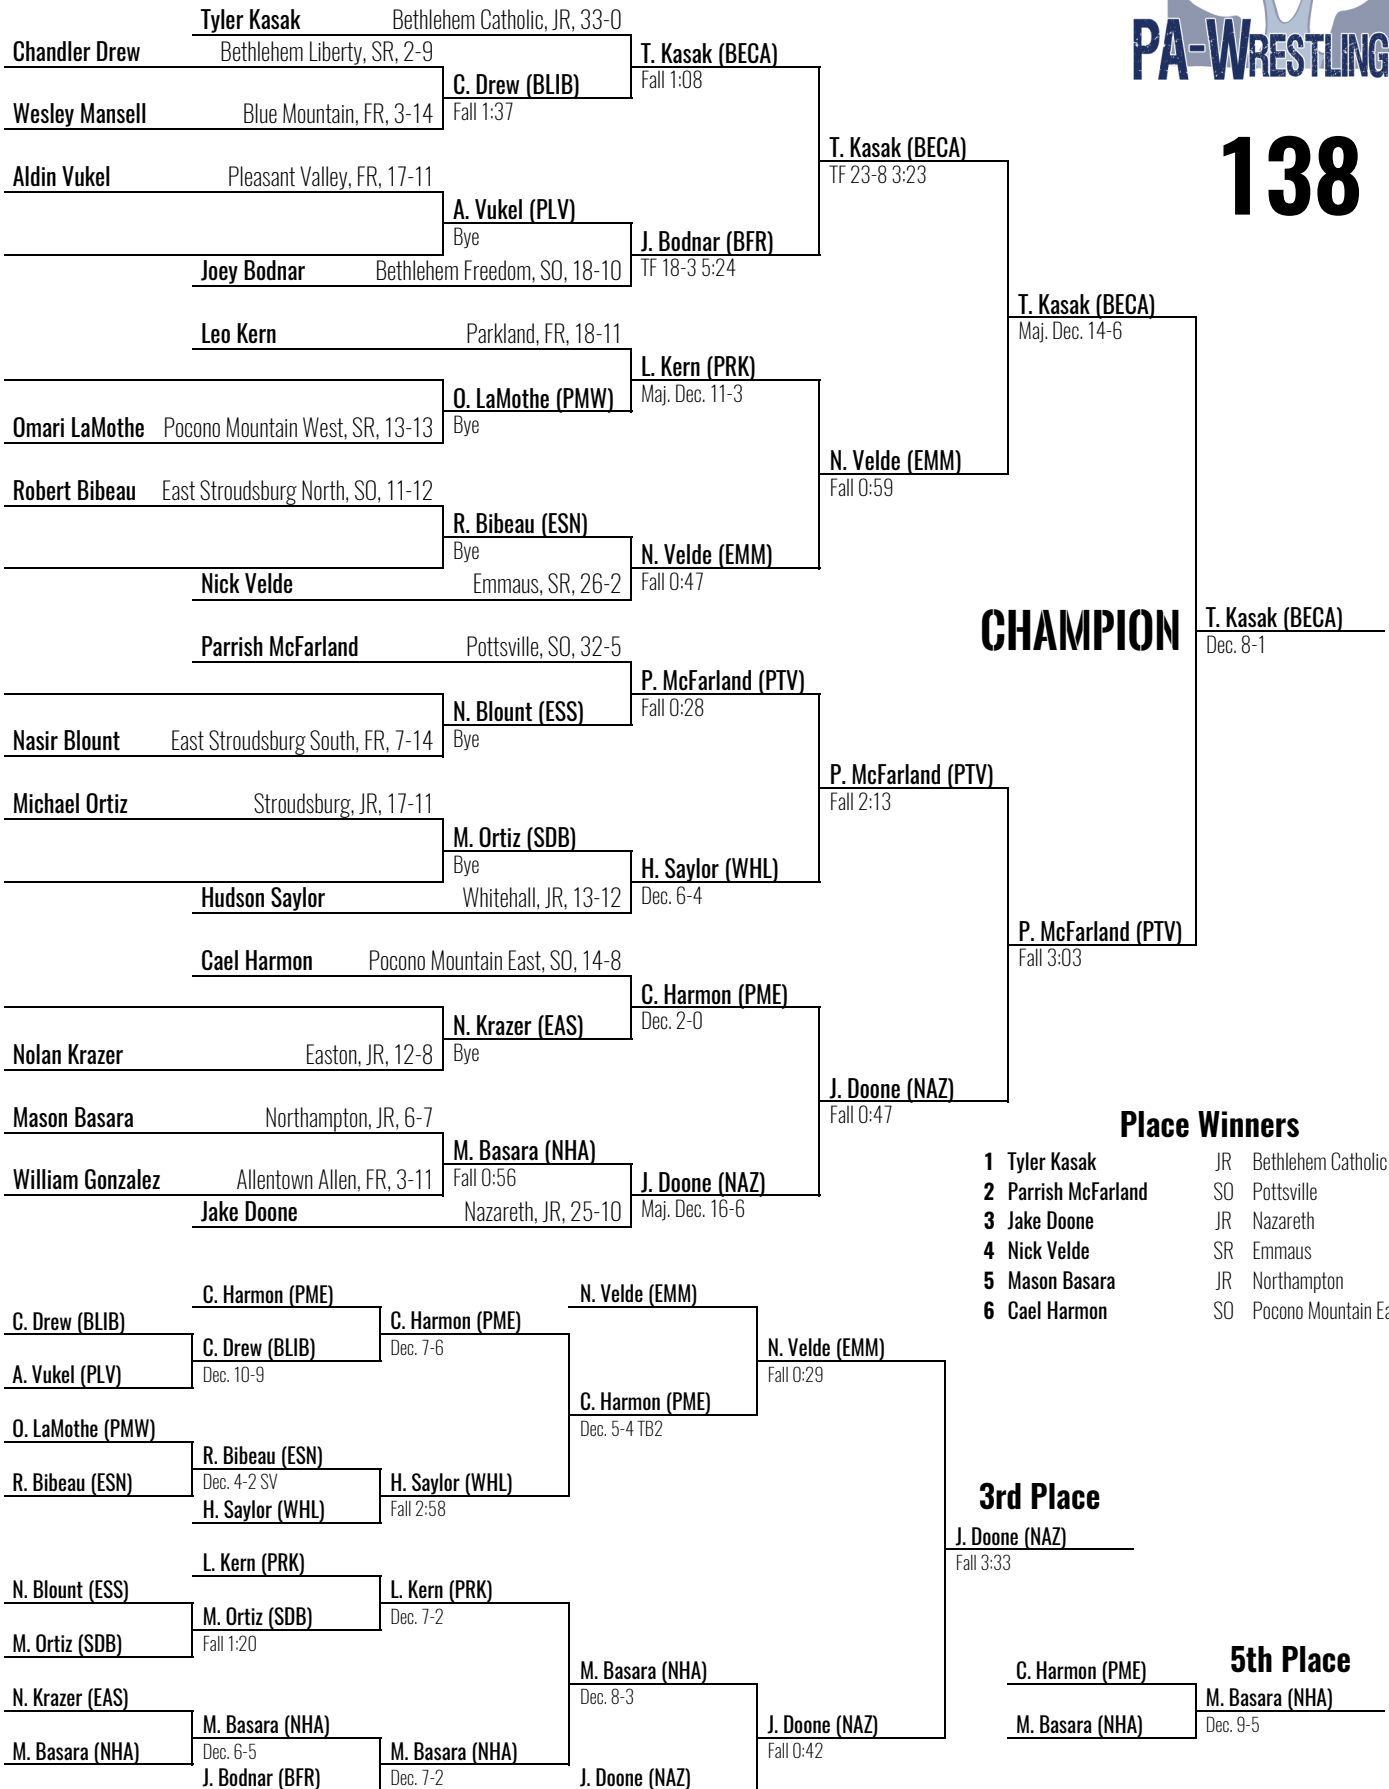 PA-WRESTLING
138
Tyler Kasak Bethlehem Catholic, JR, 33-0
Chandler Drew Bethlehem Liberty, SR, 2-9
T. Kasak (BECA)
Fall 1:08
C. Drew (BLIB)
Fall 1:37
Wesley Mansell Blue Mountain, FR, 3-14
T. Kasak (BECA)
TF 23-8 3:23
Aldin Vukel Pleasant Valley, FR, 17-11
A. Vukel (PLV)
Bye
J. Bodnar (BFR)
TF 18-3 5:24
Joey Bodnar Bethlehem Freedom, SO, 18-10
T. Kasak (BECA)
Maj. Dec. 14-6
Leo Kern Parkland, FR, 18-11
L. Kern (PRK)
Maj. Dec. 11-3
O. LaMothe (PMW)
Bye
Omari LaMothe Pocono Mountain West, SR, 13-13
N. Velde (EMM)
Fall 0:59
Robert Bibeau East Stroudsburg North, SO, 11-12
R. Bibeau (ESN)
Bye
N. Velde (EMM)
Fall 0:47
Nick Velde Emmaus, SR, 26-2
CHAMPION
T. Kasak (BECA)
Dec. 8-1
Parrish McFarland Pottsville, SO, 32-5
P. McFarland (PTV)
Fall 0:28
N. Blount (ESS)
Bye
Nasir Blount East Stroudsburg South, FR, 7-14
P. McFarland (PTV)
Fall 2:13
Michael Ortiz Stroudsburg, JR, 17-11
M. Ortiz (SDB)
Bye
H. Saylor (WHL)
Dec. 6-4
Hudson Saylor Whitehall, JR, 13-12
P. McFarland (PTV)
Fall 3:03
Cael Harmon Pocono Mountain East, SO, 14-8
C. Harmon (PME)
Dec. 2-0
N. Krazer (EAS)
Bye
Nolan Krazer Easton, JR, 12-8
J. Doone (NAZ)
Fall 0:47
Mason Basara Northampton, JR, 6-7
M. Basara (NHA)
Fall 0:56
William Gonzalez Allentown Allen, FR, 3-11
J. Doone (NAZ)
Maj. Dec. 16-6
Jake Doone Nazareth, JR, 25-10
Place Winners
1 Tyler Kasak JR Bethlehem Catholic
2 Parrish McFarland SO Pottsville
3 Jake Doone JR Nazareth
4 Nick Velde SR Emmaus
5 Mason Basara JR Northampton
6 Cael Harmon SO Pocono Mountain Ea
C. Harmon (PME)
C. Drew (BLIB)
C. Harmon (PME)
Dec. 7-6
C. Drew (BLIB)
Dec. 10-9
A. Vukel (PLV)
N. Velde (EMM)
N. Velde (EMM)
Fall 0:29
C. Harmon (PME)
Dec. 5-4 TB2
O. LaMothe (PMW)
R. Bibeau (ESN)
Dec. 4-2 SV
R. Bibeau (ESN)
H. Saylor (WHL)
Fall 2:58
H. Saylor (WHL)
3rd Place
J. Doone (NAZ)
Fall 3:33
L. Kern (PRK)
N. Blount (ESS)
L. Kern (PRK)
Dec. 7-2
M. Ortiz (SDB)
Fall 1:20
M. Ortiz (SDB)
M. Basara (NHA)
Dec. 8-3
N. Krazer (EAS)
M. Basara (NHA)
Dec. 6-5
M. Basara (NHA)
M. Basara (NHA)
Dec. 7-2
J. Bodnar (BFR)
J. Doone (NAZ)
Fall 0:42
J. Doone (NAZ)
5th Place
C. Harmon (PME)
M. Basara (NHA)
Dec. 9-5
M. Basara (NHA)